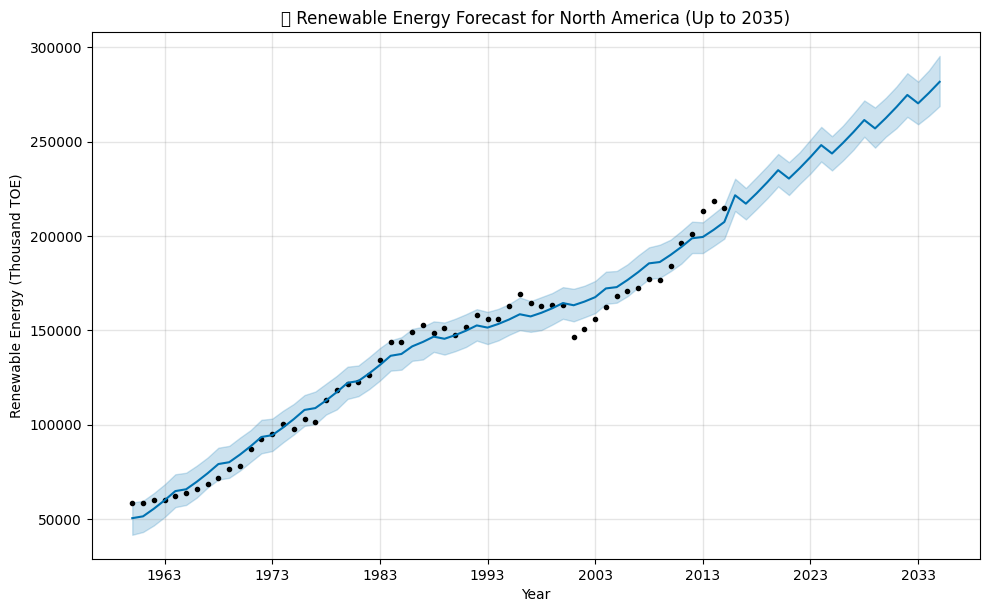 Renewable Energy Forecast for North America (Up to 2035)
Renewable Energy (Thousand TOE)
300000
250000
200000
150000
100000
50000
1963 1973 1983 1993 2003 2013 2023 2033
Year